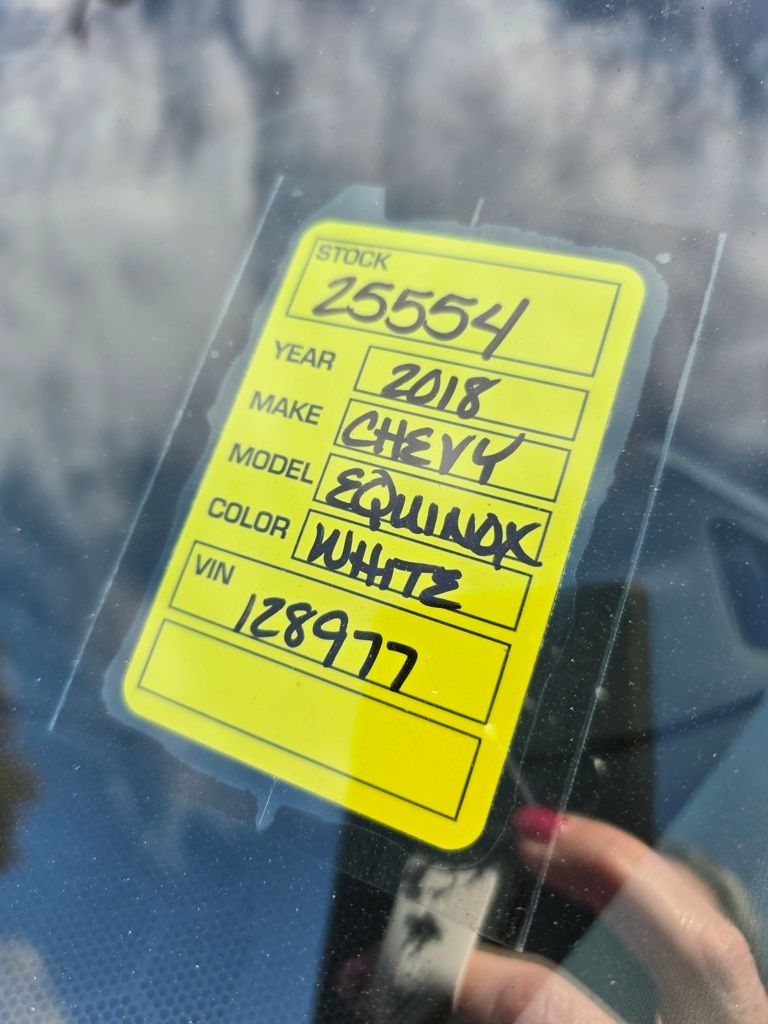 STOCK
25554
YEAR 2018
MAKE CHEVY
MODEL EQUINOX
COLOR WHITE
VIN
128977